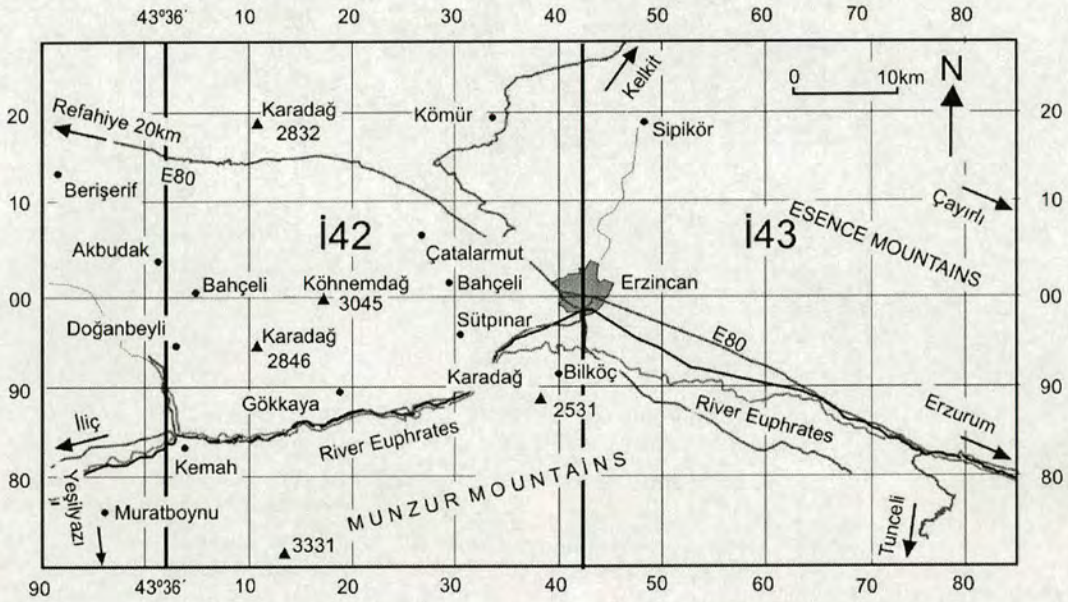 43°36′ 10 20 30 40 50 60 70 80
0 10km
N
Kelkit
20 Karadağ Kömür 20
2832 Sipikör
Refahiye 20km
E80
Berişerif
10 10
Çayırlı
ESENCE MOUNTAINS
İ42 İ43
Akbudak Çatalarmut
Bahçeli Köhnemdağ Bahçeli Erzincan
00 3045 00
Doğanbeyli Karadağ Sütpınar E80
2846
90 Karadağ Bilköç 90
Gökkaya 2531
İliç River Euphrates River Euphrates Erzurum
Kemah
80 80
Yeşilyazı
Muratboynu
MUNZUR MOUNTAINS
Tunceli
3331
90 43°36′ 10 20 30 40 50 60 70 80